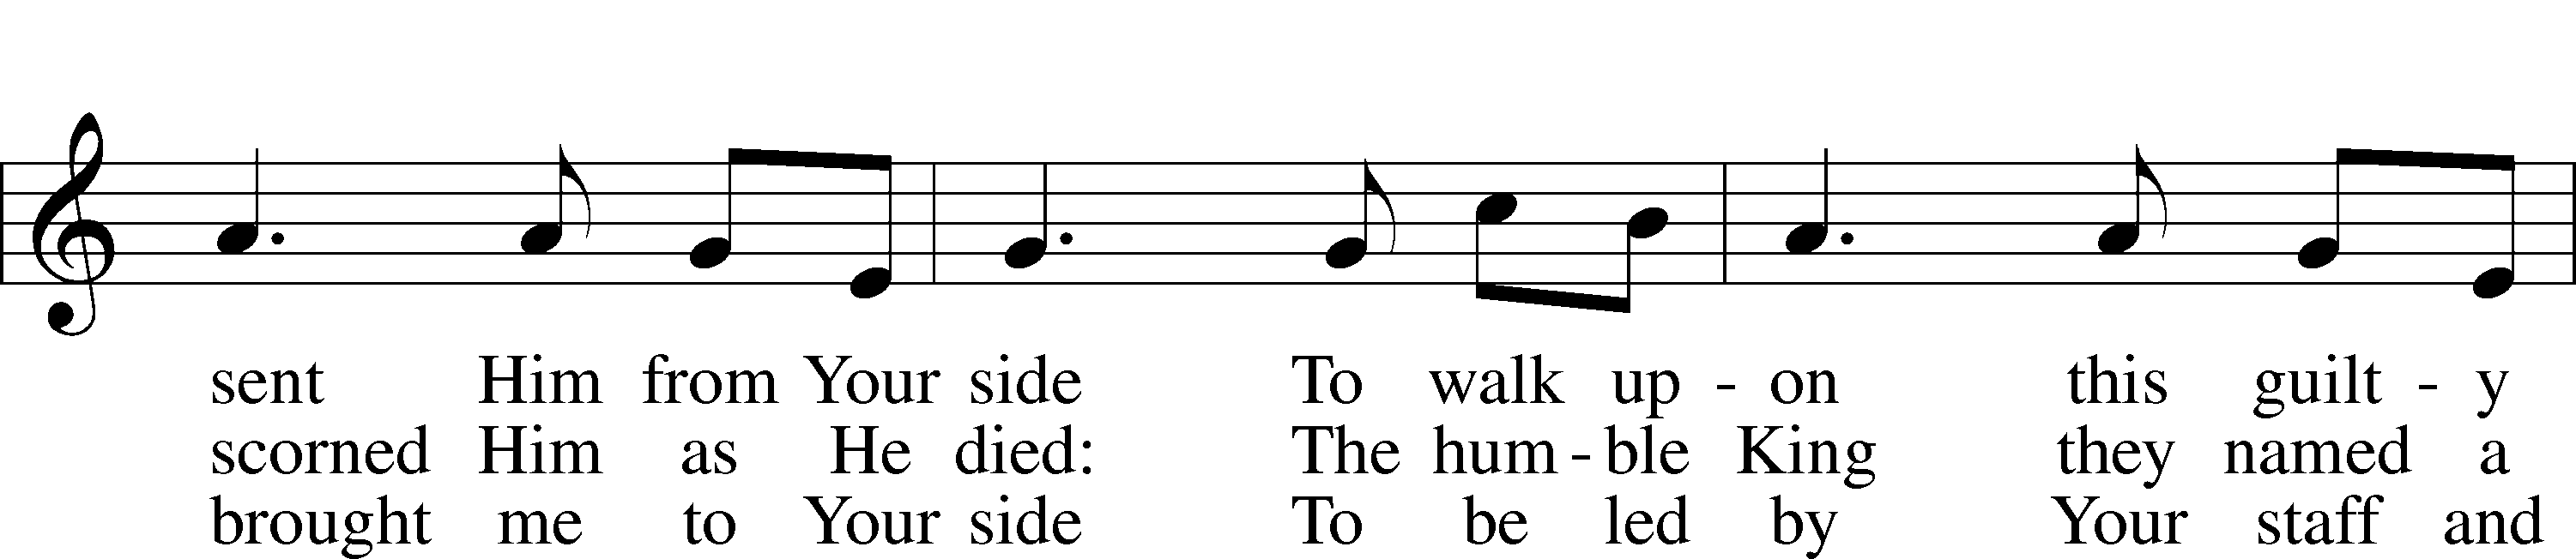 sent Him from Your side To walk up - on this guilt - y
scorned Him as He died: The hum - ble King they named a
brought me to Your side To be led by Your staff and